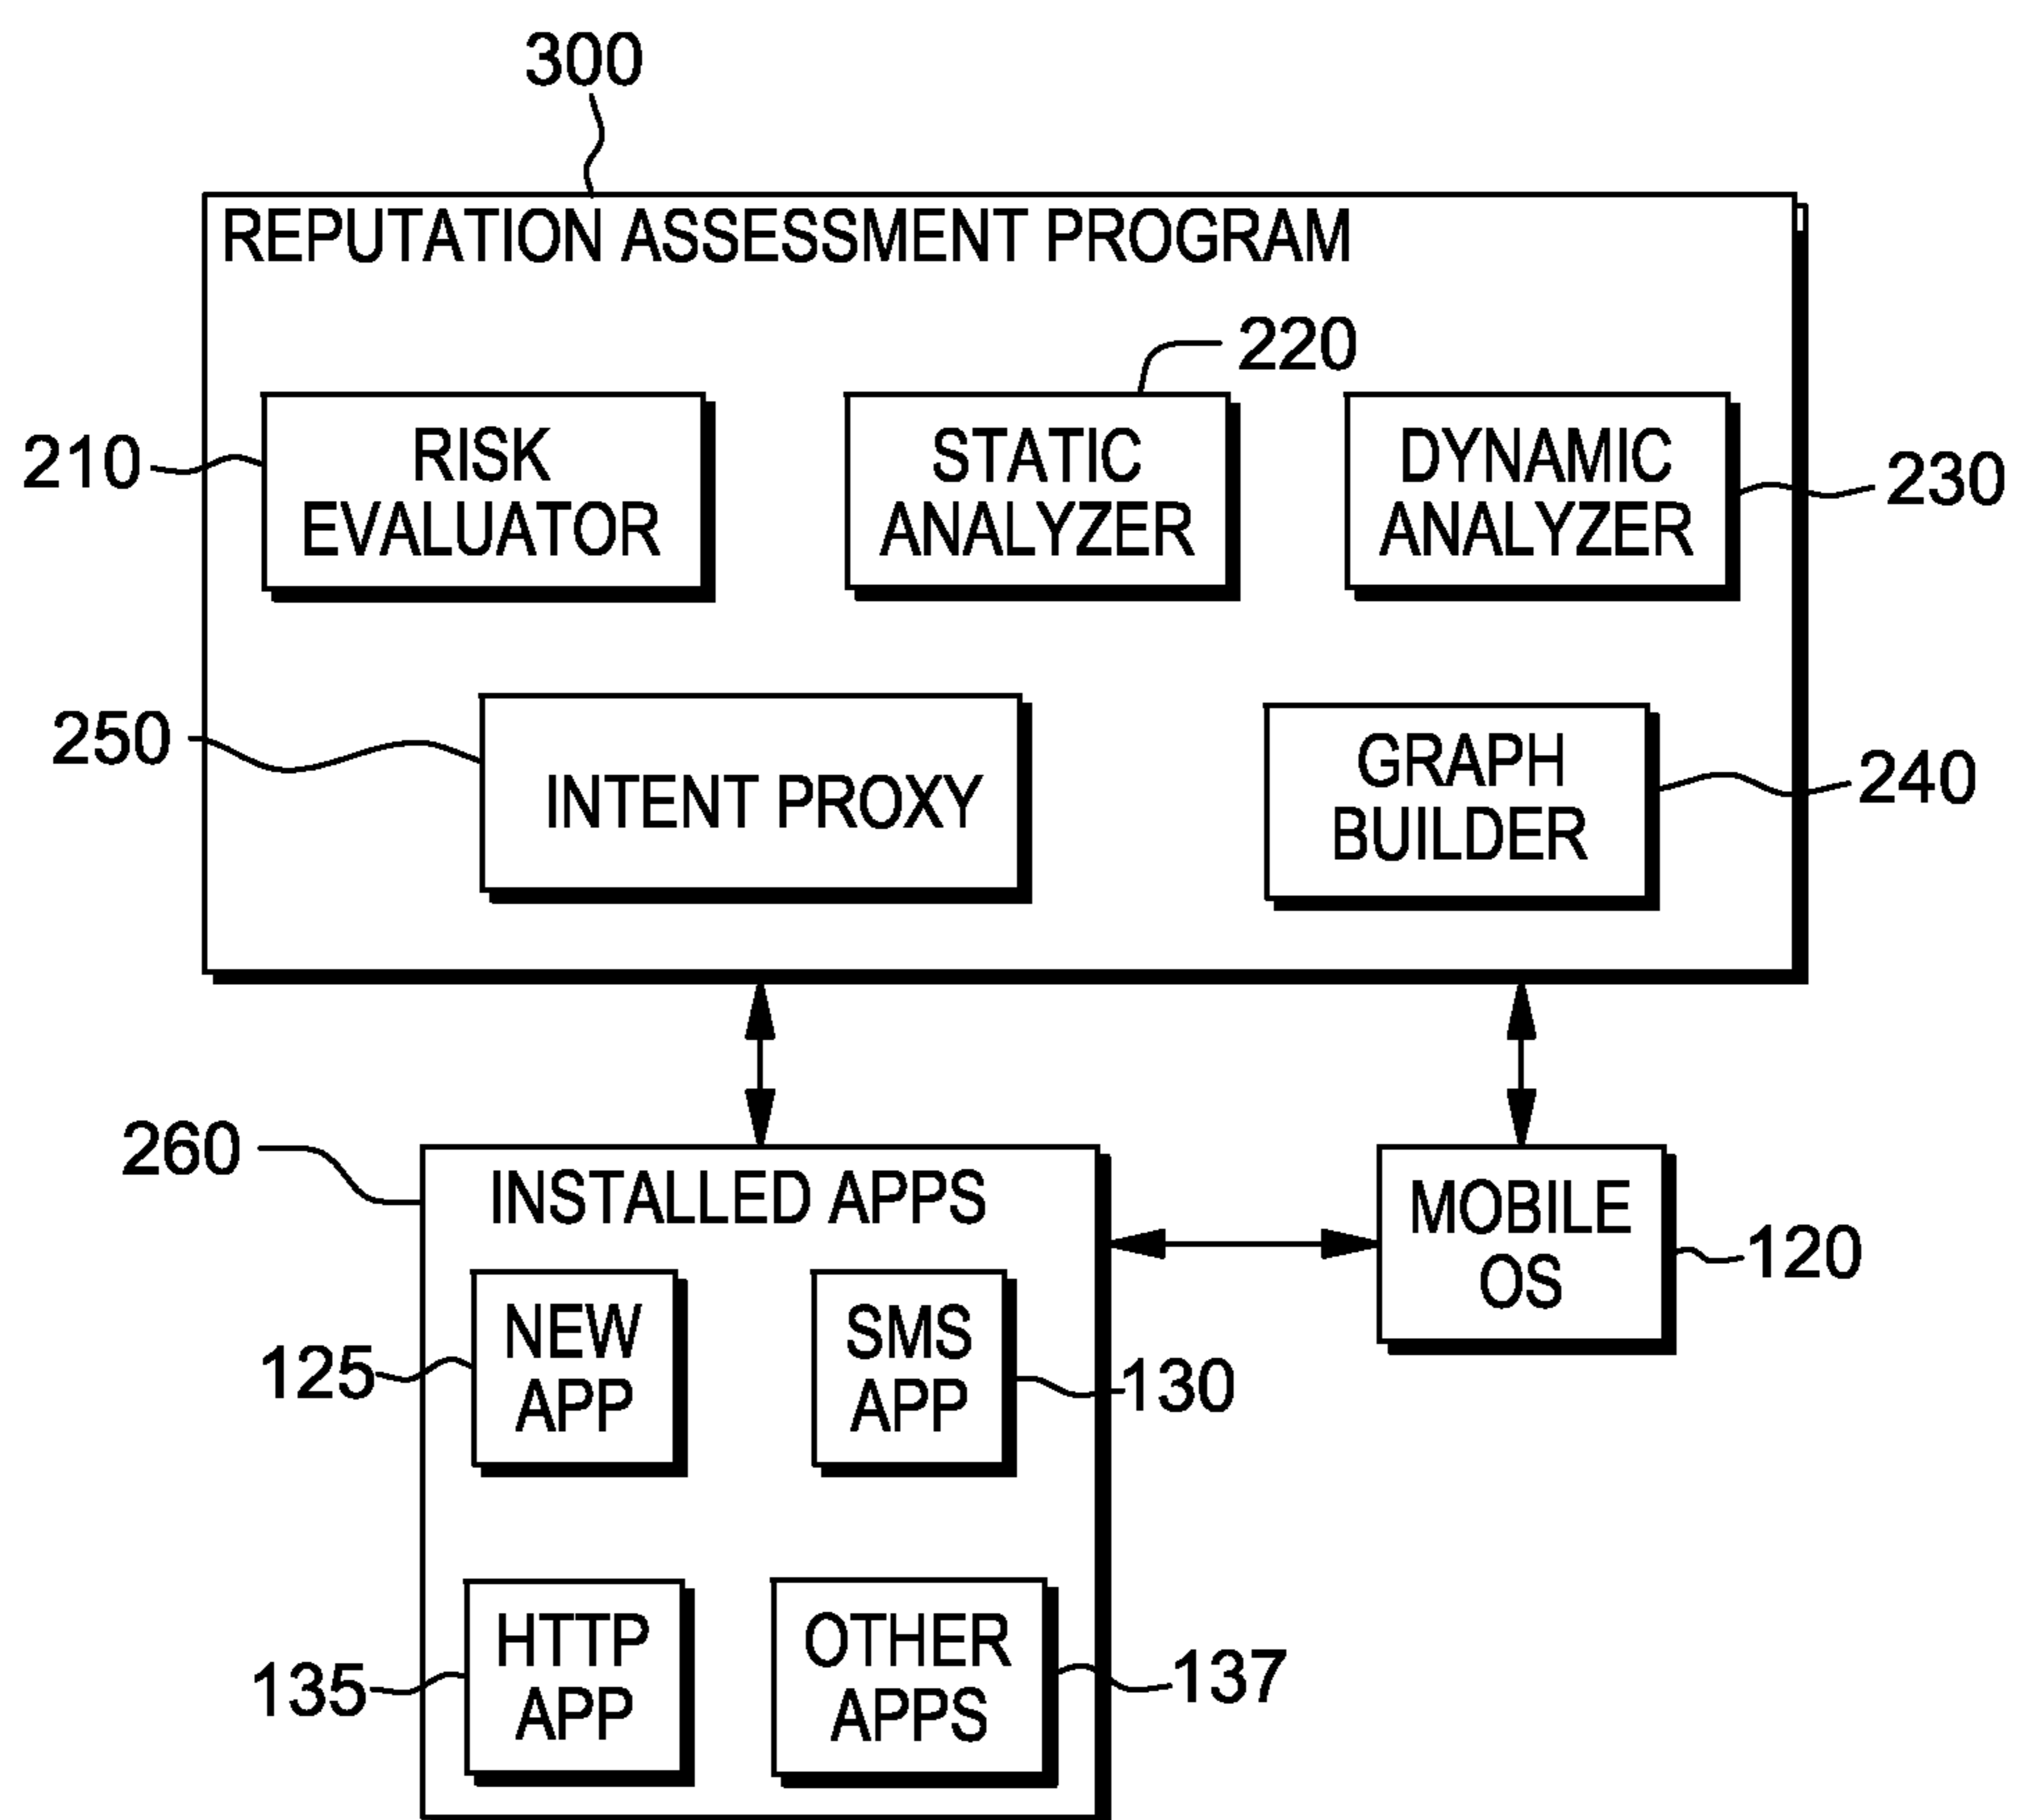 300
REPUTATION ASSESSMENT PROGRAM
220
210
RISK
EVALUATOR
STATIC
ANALYZER
DYNAMIC
ANALYZER
230
250
INTENT PROXY
GRAPH
BUILDER
240
260
INSTALLED APPS
MOBILE
OS
120
125
NEW
APP
SMS
APP
130
135
HTTP
APP
OTHER
APPS
137